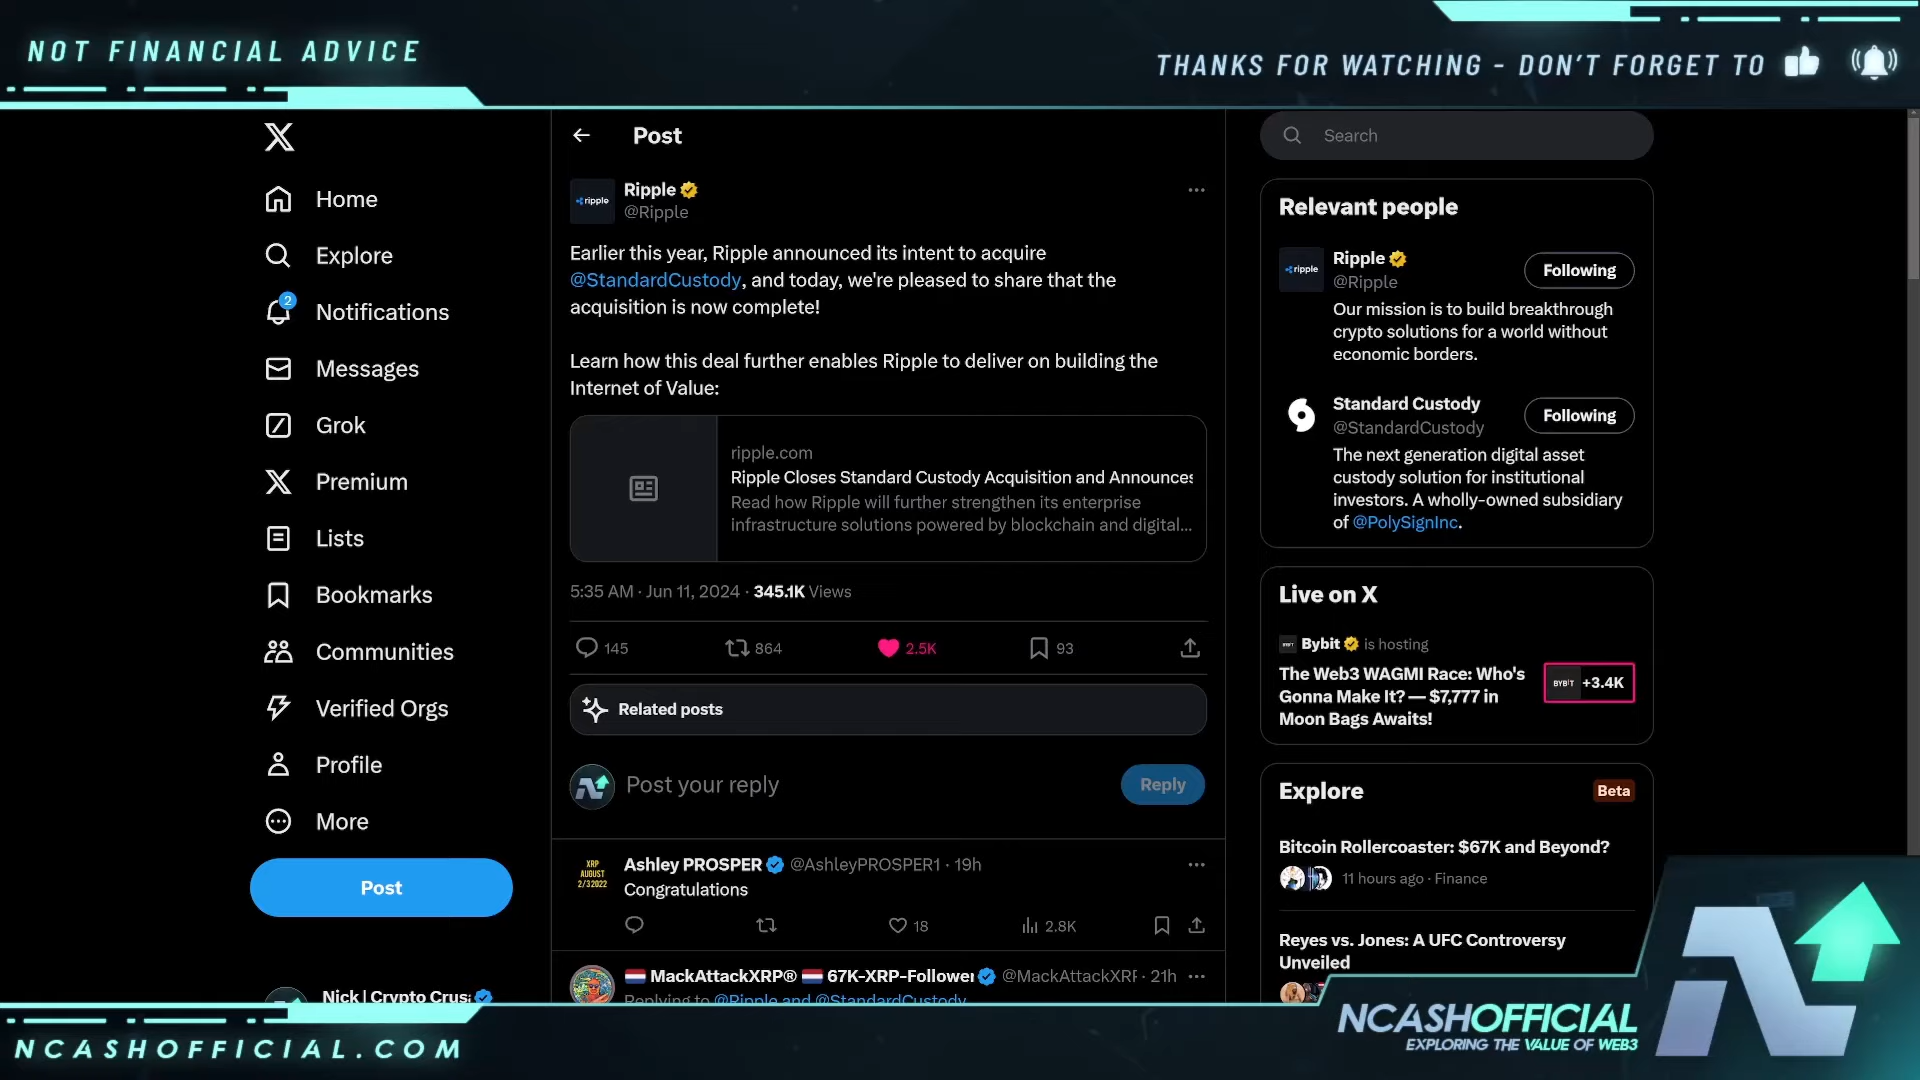 NOT FINANCIAL ADVICE
THANKS FOR WATCHING - DON'T FORGET TO
Home
Explore
2
Notifications
Messages
Grok
Premium
Lists
Bookmarks
Communities
Verified Orgs
Profile
More
Post
Nick | Crypto Crus
Post
ripple
Ripple
@Ripple
Earlier this year, Ripple announced its intent to acquire
@StandardCustody, and today, we're pleased to share that the
acquisition is now complete!
Learn how this deal further enables Ripple to deliver on building the
Internet of Value:
ripple.com
Ripple Closes Standard Custody Acquisition and Announces
Read how Ripple will further strengthen its enterprise
infrastructure solutions powered by blockchain and digital...
5:35 AM · Jun 11, 2024 · 345.1K Views
145 864 2.5K 93
Related posts
Post your reply
Reply
XRP
AUGUST
2/3 2022
Ashley PROSPER @AshleyPROSPER1 · 19h
Congratulations
18 2.8K
MackAttackXRP® 67K-XRP-Follower @MackAttackXRF · 21h
Replying to @Ripple and @StandardCustody
Search
Relevant people
ripple
Ripple
@Ripple
Following
Our mission is to build breakthrough
crypto solutions for a world without
economic borders.
Standard Custody
@StandardCustody
Following
The next generation digital asset
custody solution for institutional
investors. A wholly-owned subsidiary
of @PolySignInc.
Live on X
Bybit is hosting
The Web3 WAGMI Race: Who's
Gonna Make It? — $7,777 in
Moon Bags Awaits!
BYBIT +3.4K
Explore
Beta
Bitcoin Rollercoaster: $67K and Beyond?
11 hours ago · Finance
Reyes vs. Jones: A UFC Controversy
Unveiled
NCASHOFFICIAL.COM
NCASHOFFICIAL
EXPLORING THE VALUE OF WEB3